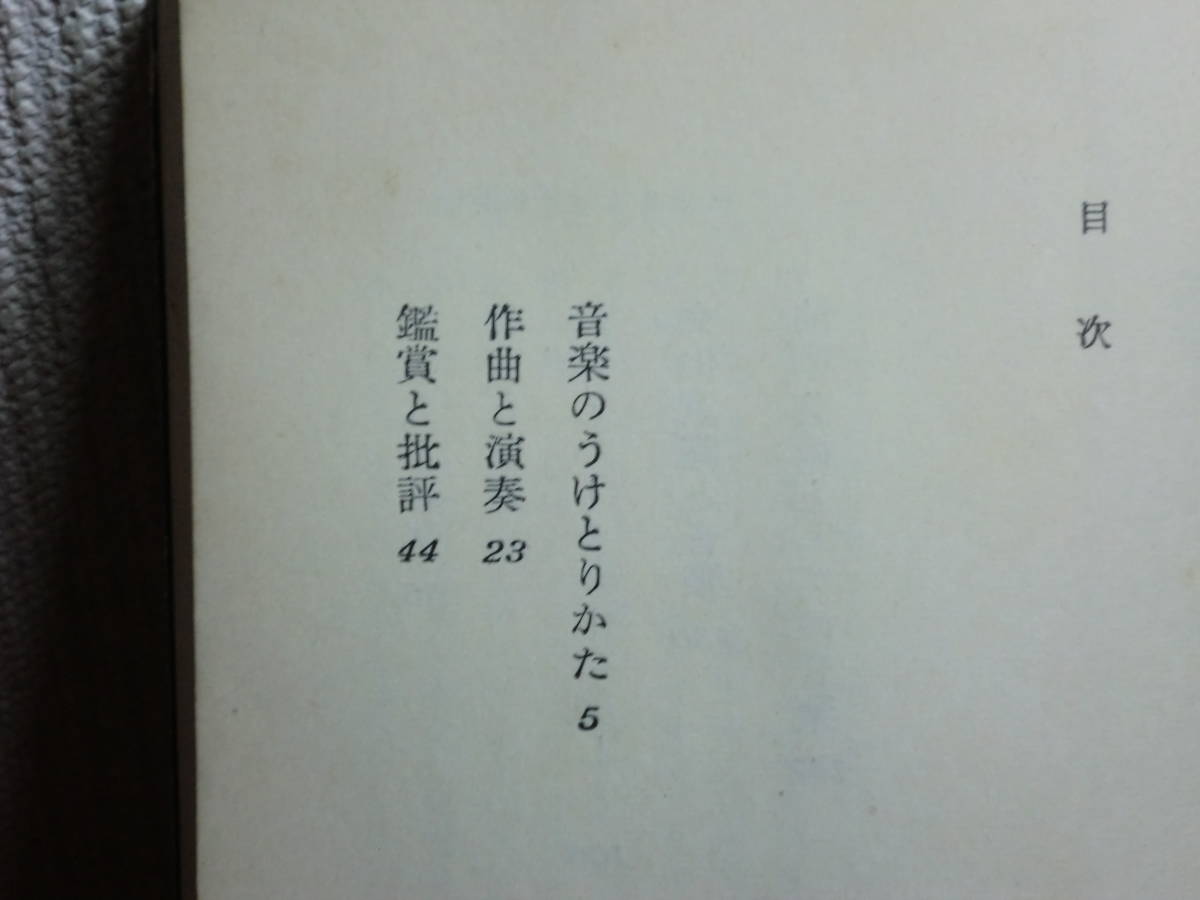 目次
音楽のうけとりかた 5
作曲と演奏 23
鑑賞と批評 44